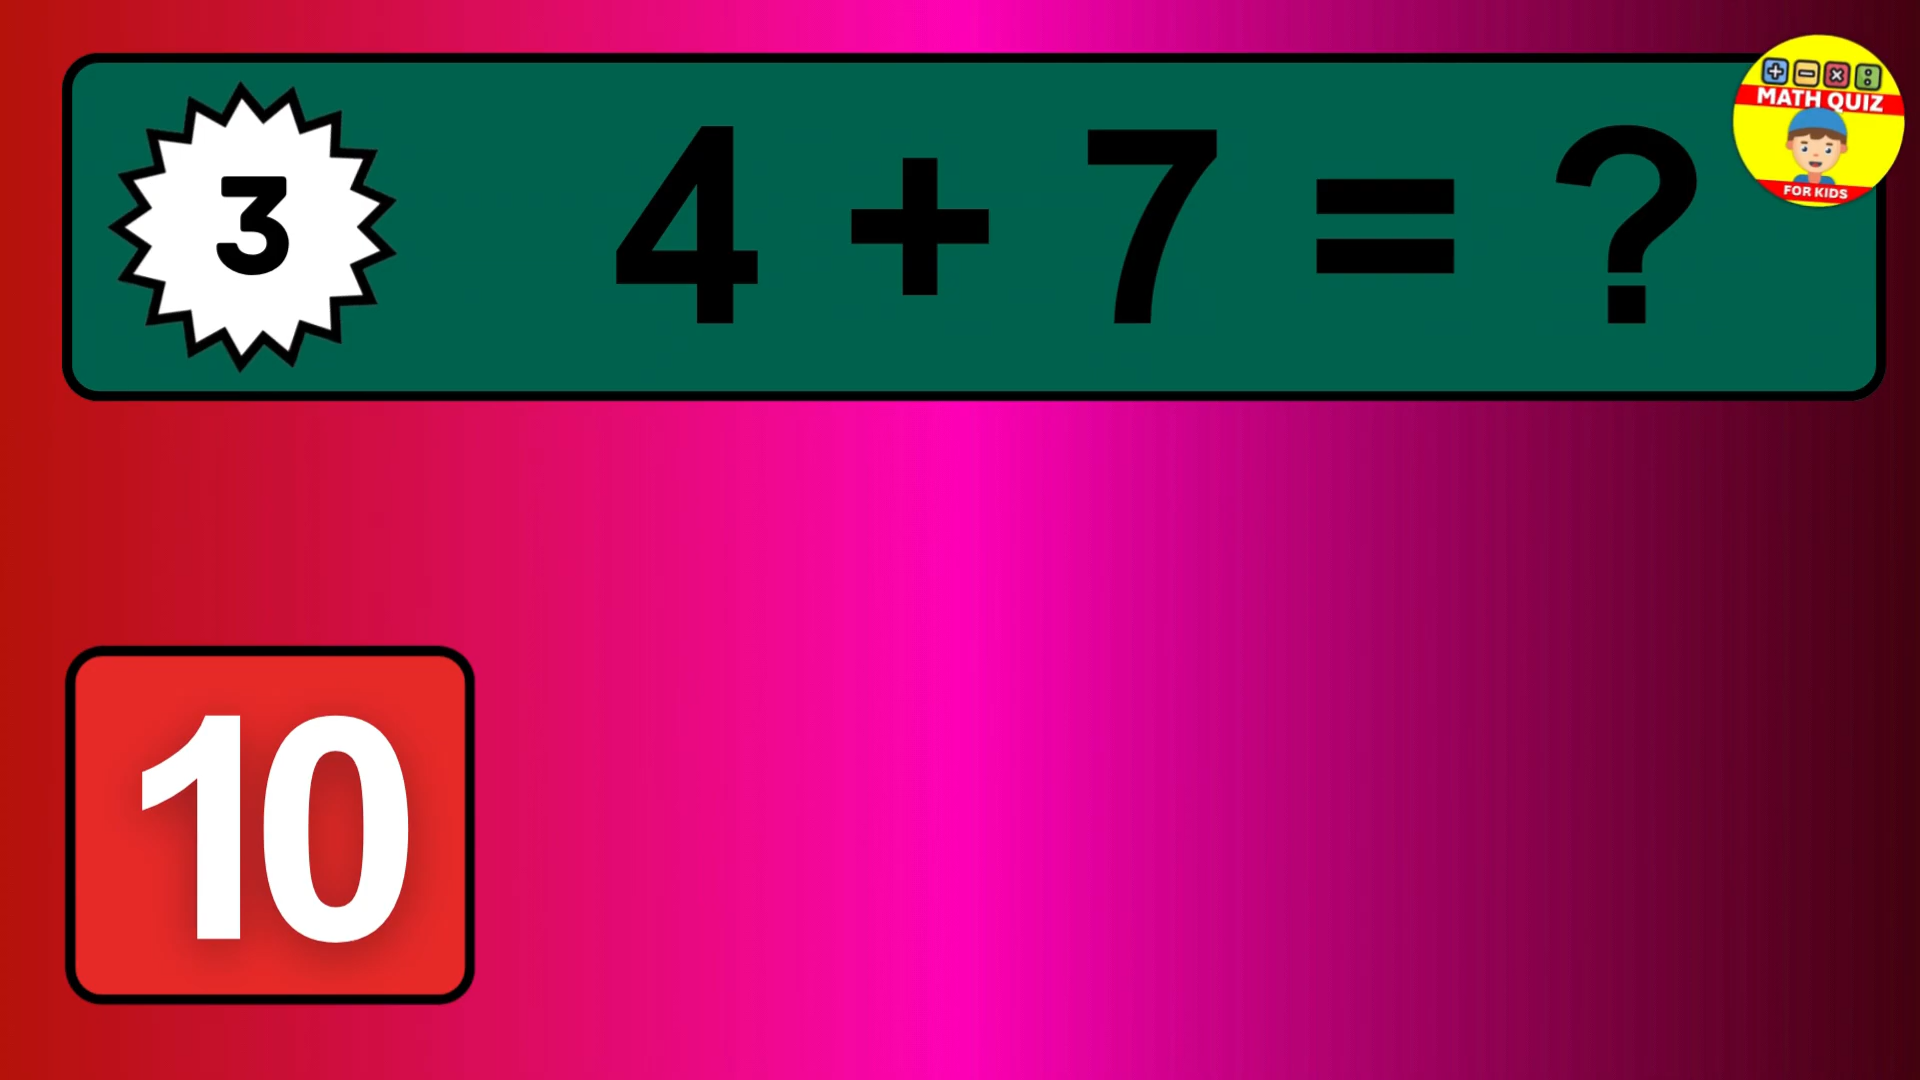 3
4 + 7 = ?
+ - × :
MATH QUIZ
FOR KIDS
10